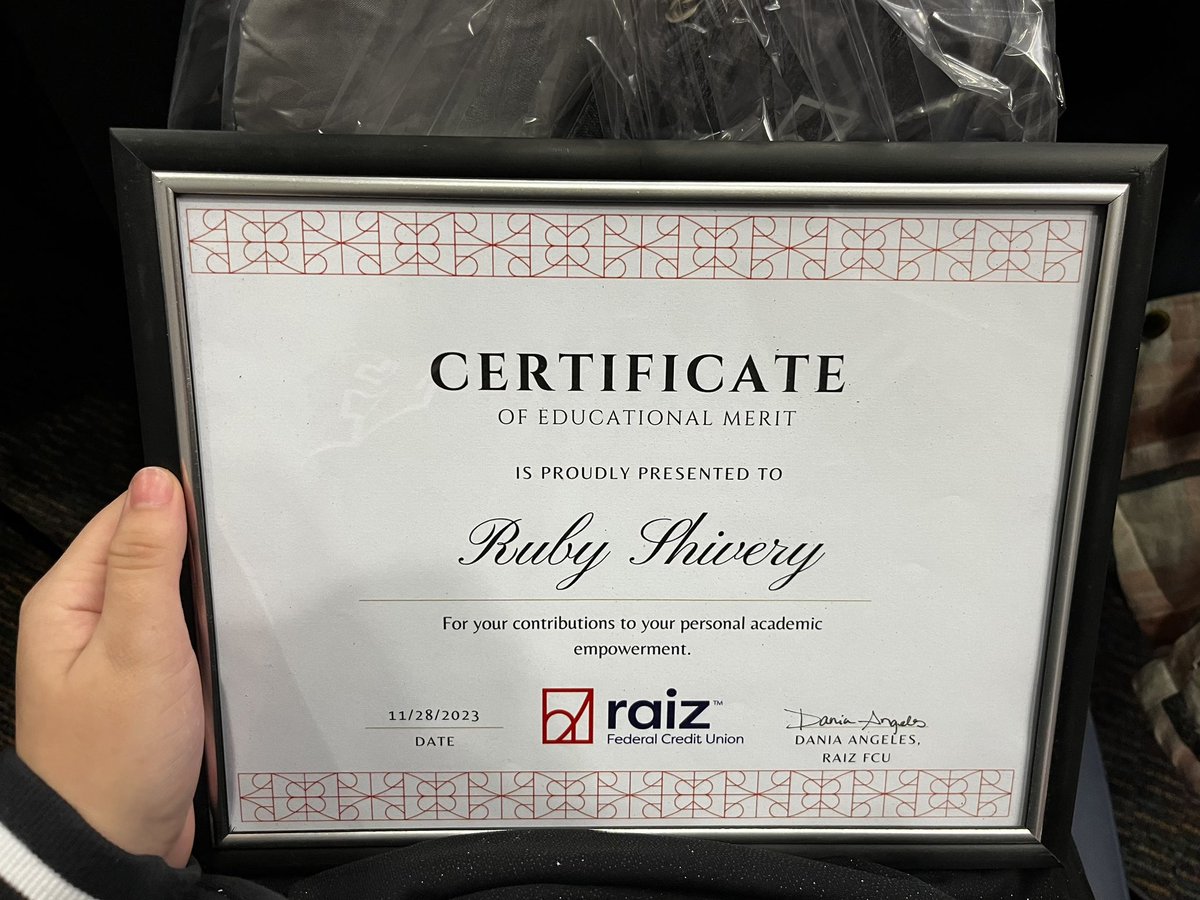 CERTIFICATE
OF EDUCATIONAL MERIT
IS PROUDLY PRESENTED TO
Ruby Shivery
For your contributions to your personal academic
empowerment.
11/28/2023
DATE
raiz™
Federal Credit Union
Dania Angeles
DANIA ANGELES,
RAIZ FCU